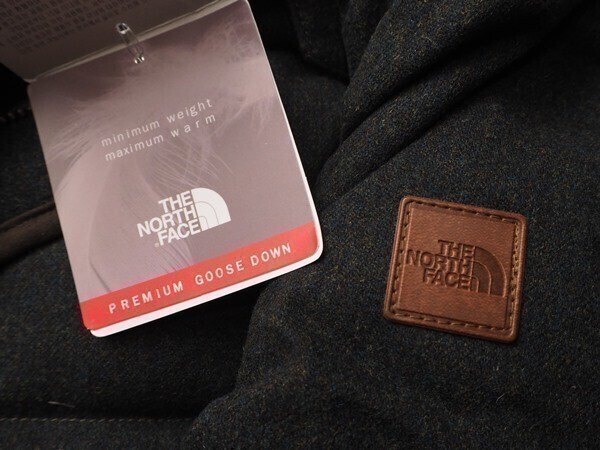 minimum weight
maximum warm
THE
NORTH
FACE
PREMIUM GOOSE DOWN
THE
NORTH
FACE